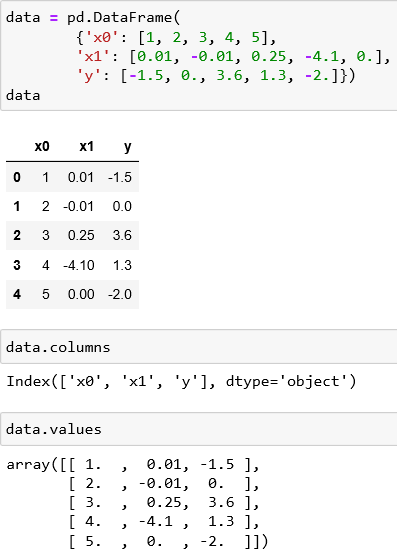 data = pd.DataFrame(
{'x0': [1, 2, 3, 4, 5],
'x1': [0.01, -0.01, 0.25, -4.1, 0.],
'y': [-1.5, 0., 3.6, 1.3, -2.]})
data
x0 x1 y
0 1 0.01 -1.5
1 2 -0.01 0.0
2 3 0.25 3.6
3 4 -4.10 1.3
4 5 0.00 -2.0
data.columns
Index(['x0', 'x1', 'y'], dtype='object')
data.values
array([[ 1.  ,  0.01, -1.5 ],
[ 2.  , -0.01,  0.  ],
[ 3.  ,  0.25,  3.6 ],
[ 4.  , -4.1 ,  1.3 ],
[ 5.  ,  0.  , -2.  ]])